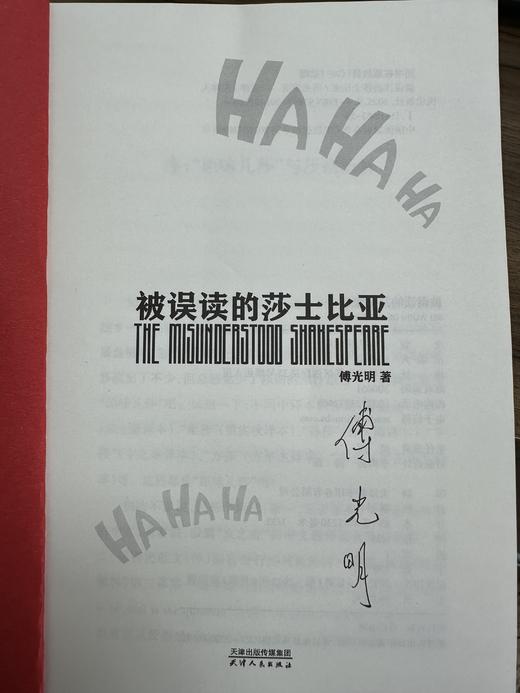 HA HA HA HA
被误读的莎士比亚
THE MISUNDERSTOOD SHAKESPEARE
傅光明 著
傅
光
明
HA HA HA HA
天津出版传媒集团
天津人民出版社